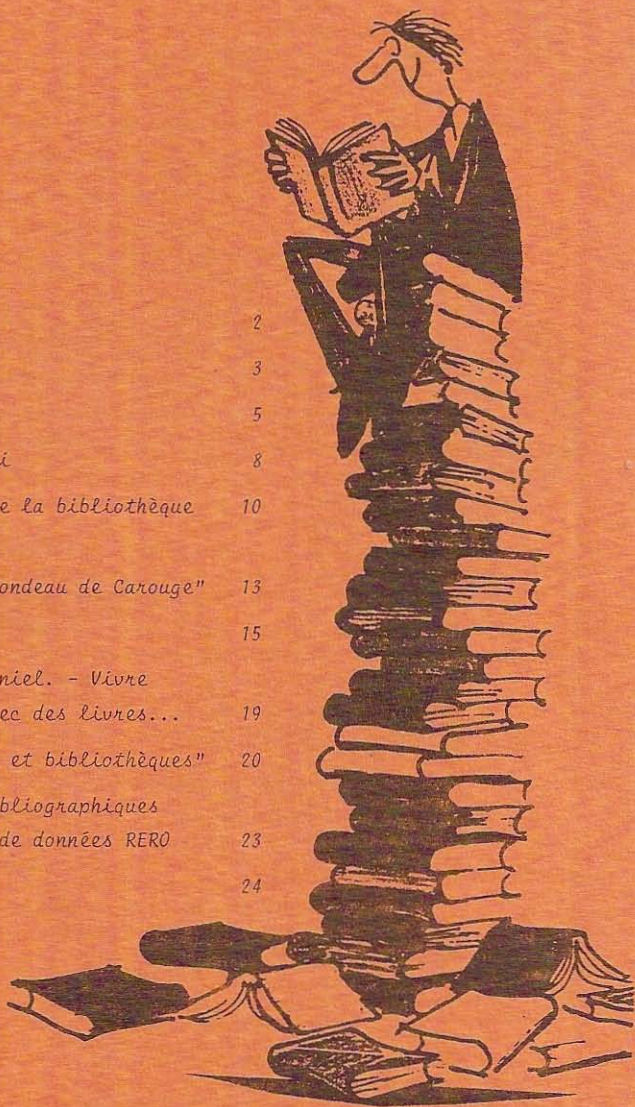 2
3
5
i 8
e la bibliothèque 10
ondeau de Carouge" 13
15
niel. - Vivre
ec des livres... 19
et bibliothèques" 20
bliographiques
de données RERO 23
24